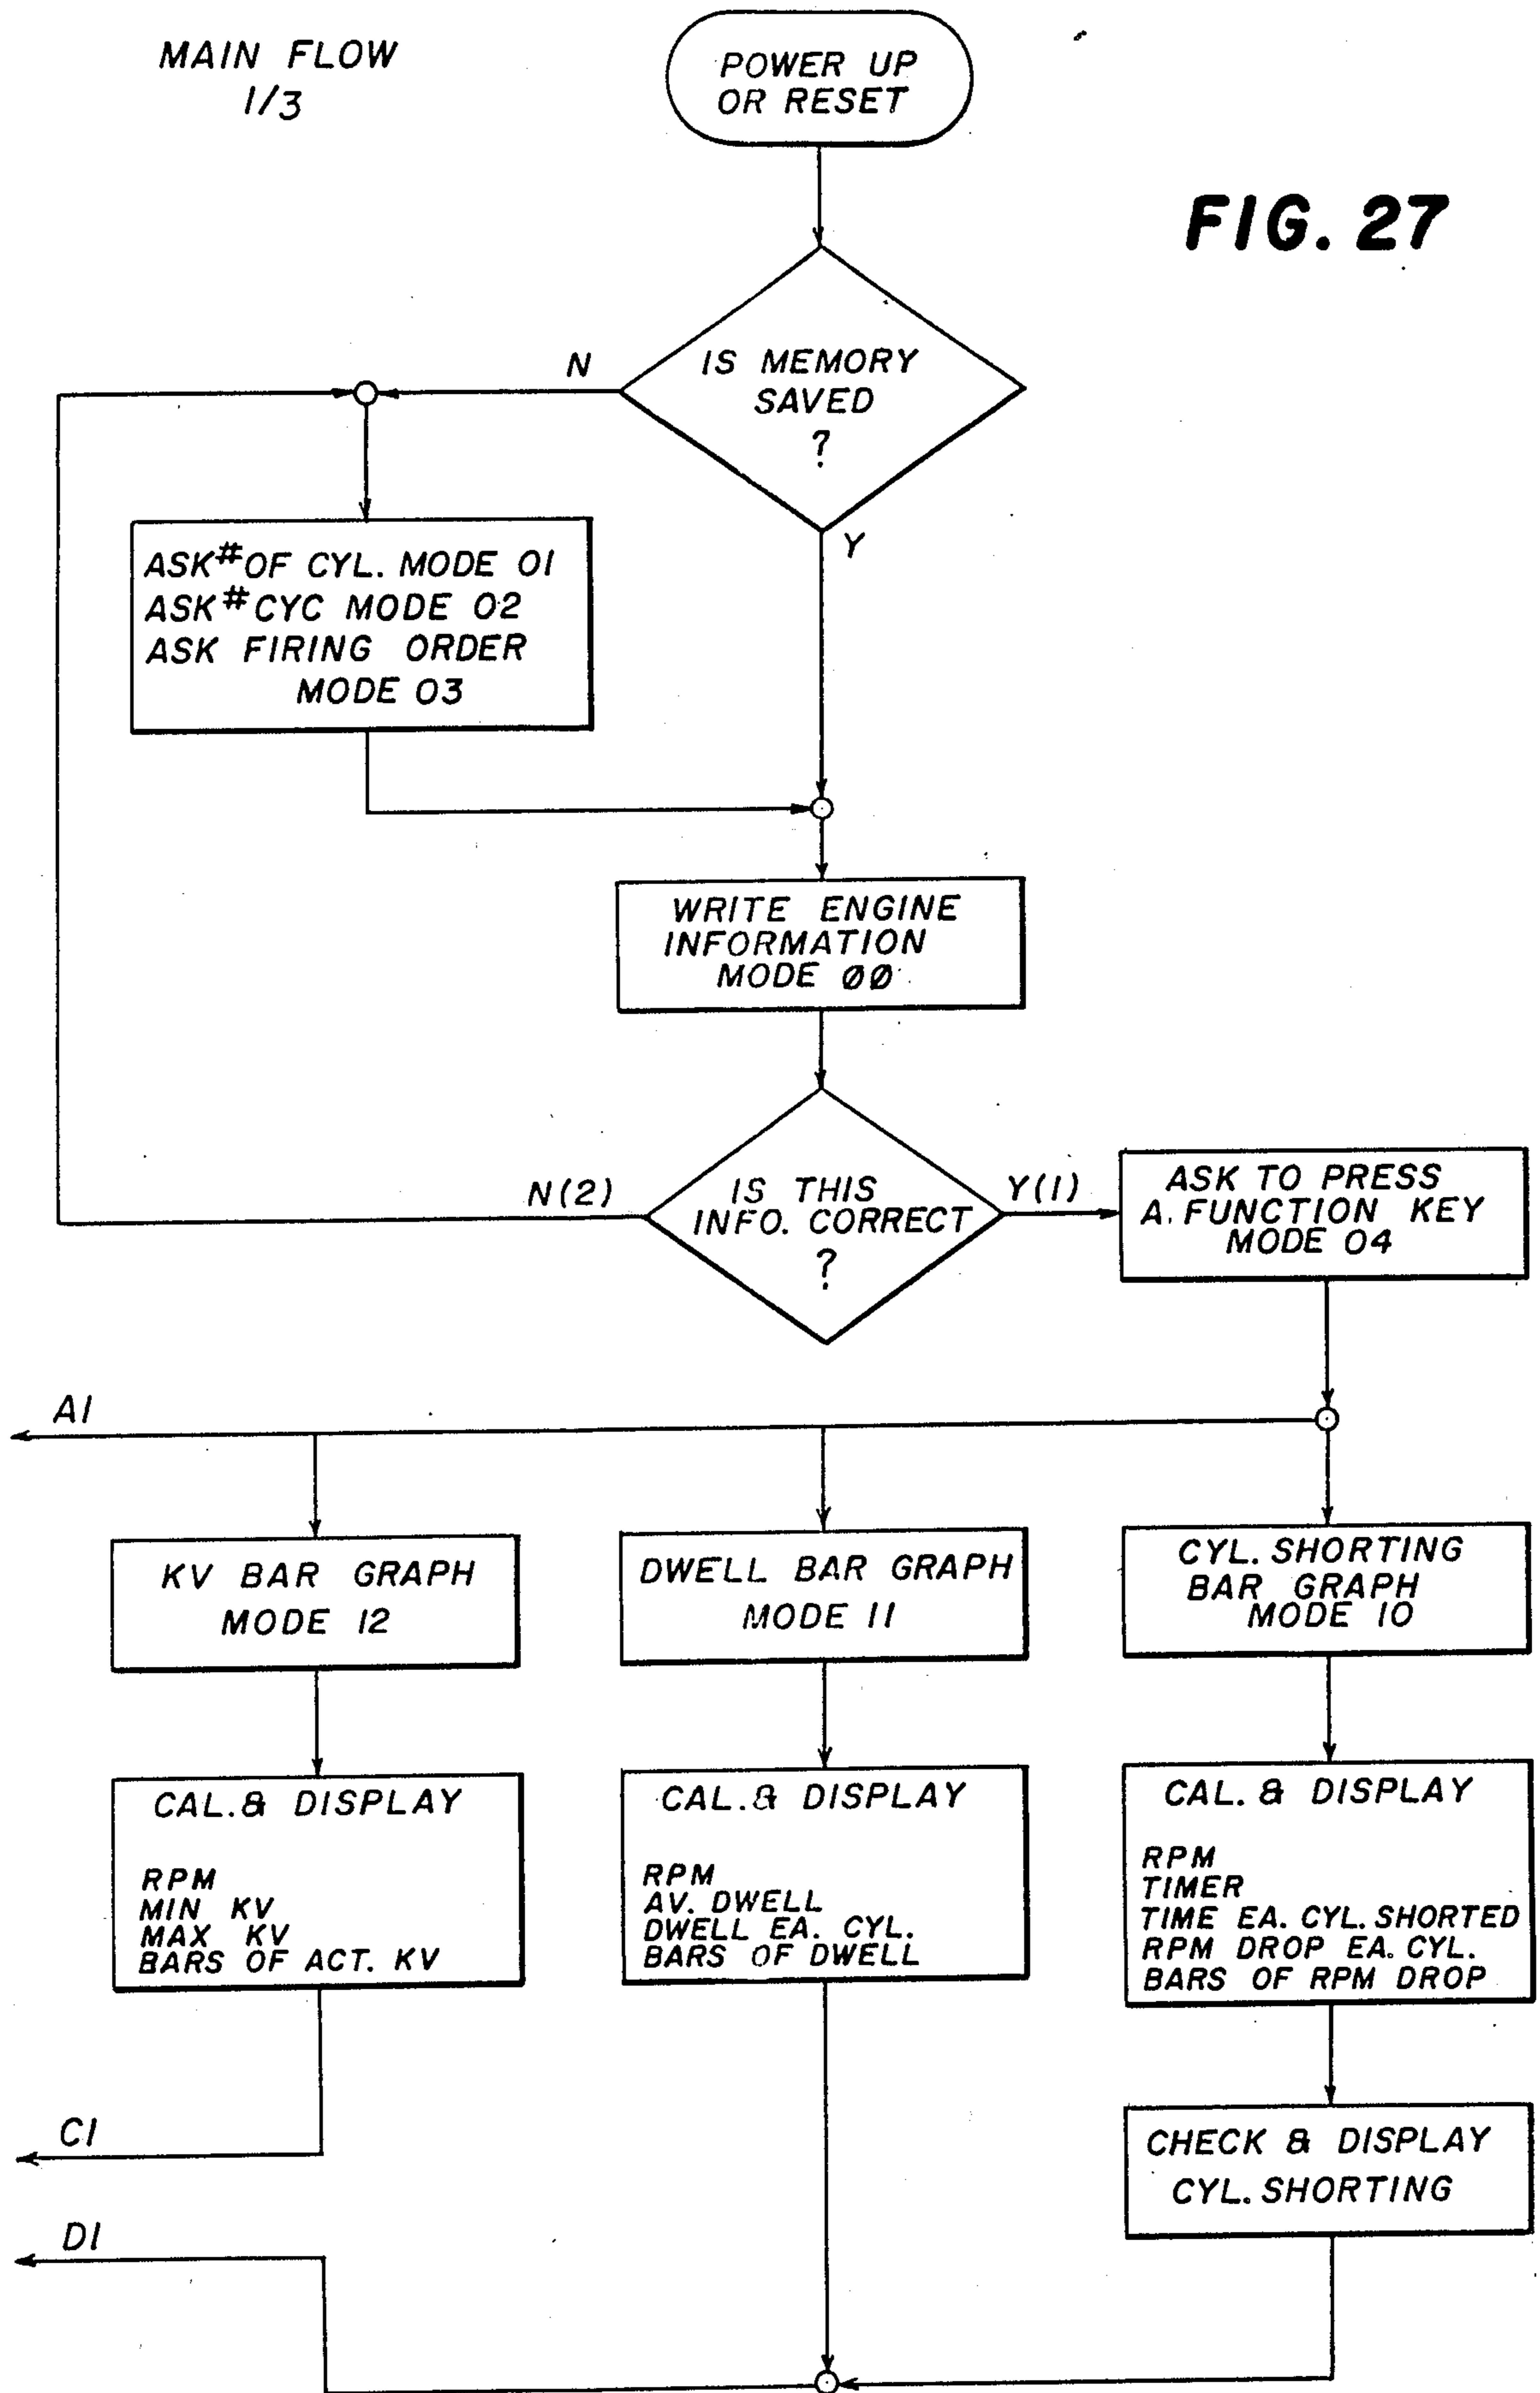 MAIN FLOW
1/3
POWER UP
OR RESET
FIG. 27
IS MEMORY
SAVED
?
N
Y
ASK # OF CYL. MODE 01
ASK # CYC MODE 02
ASK FIRING ORDER
MODE 03
WRITE ENGINE
INFORMATION
MODE ØØ
IS THIS
INFO. CORRECT
?
N(2)
Y(1)
ASK TO PRESS
A. FUNCTION KEY
MODE 04
A1
KV BAR GRAPH
MODE 12
DWELL BAR GRAPH
MODE 11
CYL. SHORTING
BAR GRAPH
MODE 10
CAL. & DISPLAY
RPM
MIN KV
MAX KV
BARS OF ACT. KV
CAL. & DISPLAY
RPM
AV. DWELL
DWELL EA. CYL.
BARS OF DWELL
CAL. & DISPLAY
RPM
TIMER
TIME EA. CYL. SHORTED
RPM DROP EA. CYL.
BARS OF RPM DROP
C1
CHECK & DISPLAY
CYL. SHORTING
D1